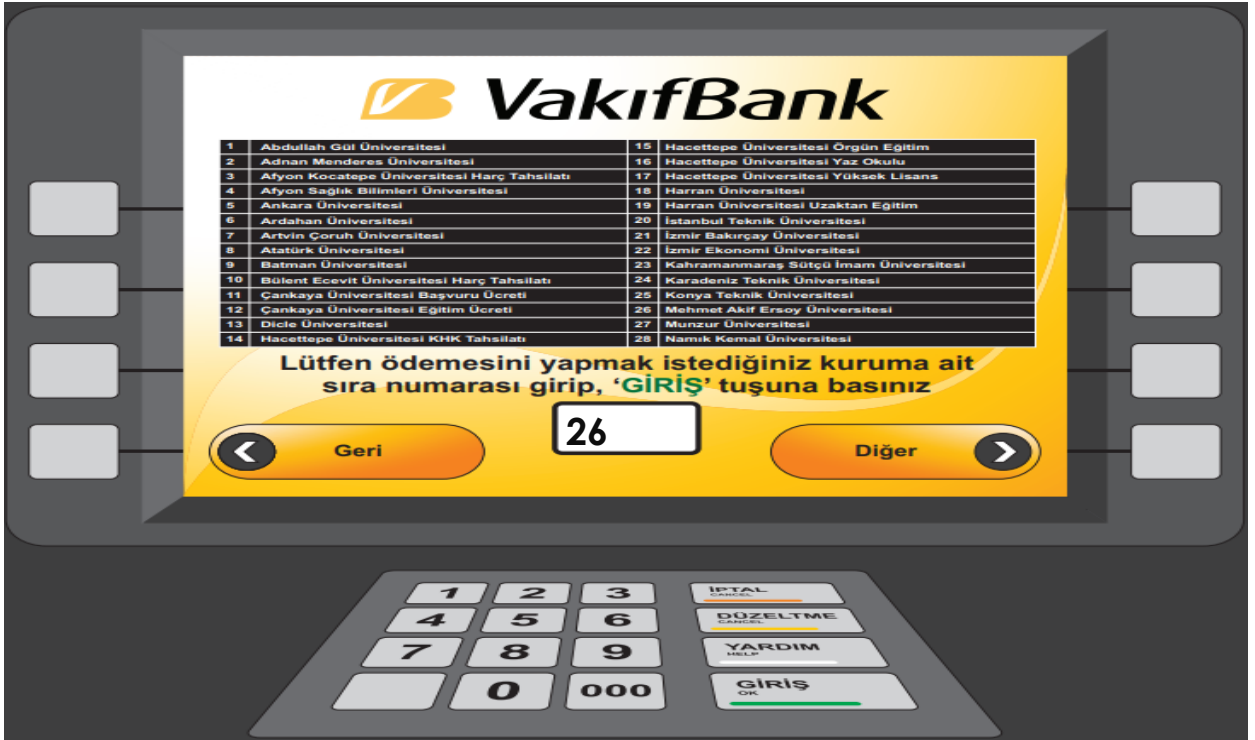 VakıfBank
1 Abdullah Gül Üniversitesi
2 Adnan Menderes Üniversitesi
3 Afyon Kocatepe Üniversitesi Harç Tahsilatı
4 Afyon Sağlık Bilimleri Üniversitesi
5 Ankara Üniversitesi
6 Ardahan Üniversitesi
7 Artvin Çoruh Üniversitesi
8 Atatürk Üniversitesi
9 Batman Üniversitesi
10 Bülent Ecevit Üniversitesi Harç Tahsilatı
11 Çankaya Üniversitesi Başvuru Ücreti
12 Çankaya Üniversitesi Eğitim Ücreti
13 Dicle Üniversitesi
14 Hacettepe Üniversitesi KHK Tahsilatı
15 Hacettepe Üniversitesi Örgün Eğitim
16 Hacettepe Üniversitesi Yaz Okulu
17 Hacettepe Üniversitesi Yüksek Lisans
18 Harran Üniversitesi
19 Harran Üniversitesi Uzaktan Eğitim
20 İstanbul Teknik Üniversitesi
21 İzmir Bakırçay Üniversitesi
22 İzmir Ekonomi Üniversitesi
23 Kahramanmaraş Sütçü İmam Üniversitesi
24 Karadeniz Teknik Üniversitesi
25 Konya Teknik Üniversitesi
26 Mehmet Akif Ersoy Üniversitesi
27 Munzur Üniversitesi
28 Namık Kemal Üniversitesi
Lütfen ödemesini yapmak istediğiniz kuruma ait
sıra numarası girip, ‘GİRİŞ’ tuşuna basınız
26
Geri
Diğer
1 2 3
İPTAL
CANCEL
4 5 6
DÜZELTME
CANCEL
7 8 9
YARDIM
HELP
0 000
GİRİŞ
OK